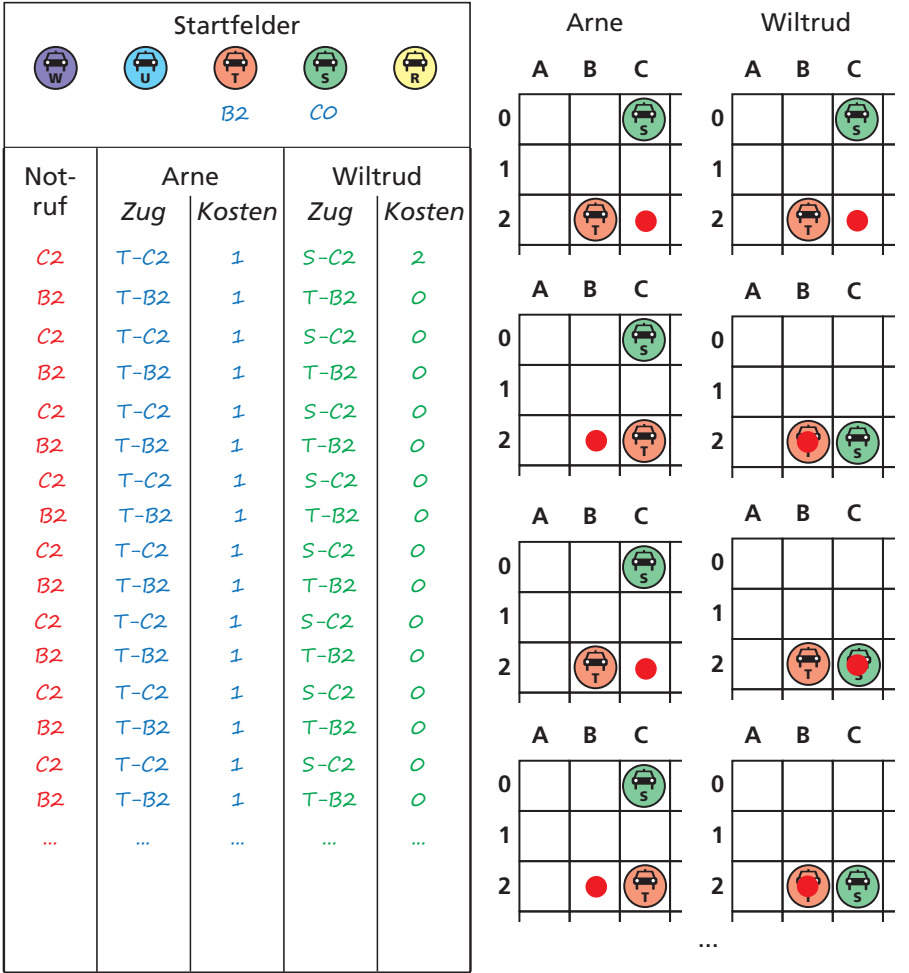 Startfelder
W U T S R
B2 C0
Not-ruf Arne Wiltrud
Zug Kosten Zug Kosten
C2 T-C2 1 S-C2 2
B2 T-B2 1 T-B2 0
C2 T-C2 1 S-C2 0
B2 T-B2 1 T-B2 0
C2 T-C2 1 S-C2 0
B2 T-B2 1 T-B2 0
C2 T-C2 1 S-C2 0
B2 T-B2 1 T-B2 0
C2 T-C2 1 S-C2 0
B2 T-B2 1 T-B2 0
C2 T-C2 1 S-C2 0
B2 T-B2 1 T-B2 0
C2 T-C2 1 S-C2 0
B2 T-B2 1 T-B2 0
C2 T-C2 1 S-C2 0
B2 T-B2 1 T-B2 0
... ... ... ... ...
Arne Wiltrud
A B C A B C
0 S 0 S
1 1
2 T 2 T
A B C A B C
0 S 0
1 1
2 T 2 T S
A B C A B C
0 S 0
1 1
2 T 2 T S
A B C A B C
0 S 0
1 1
2 T 2 T S
...